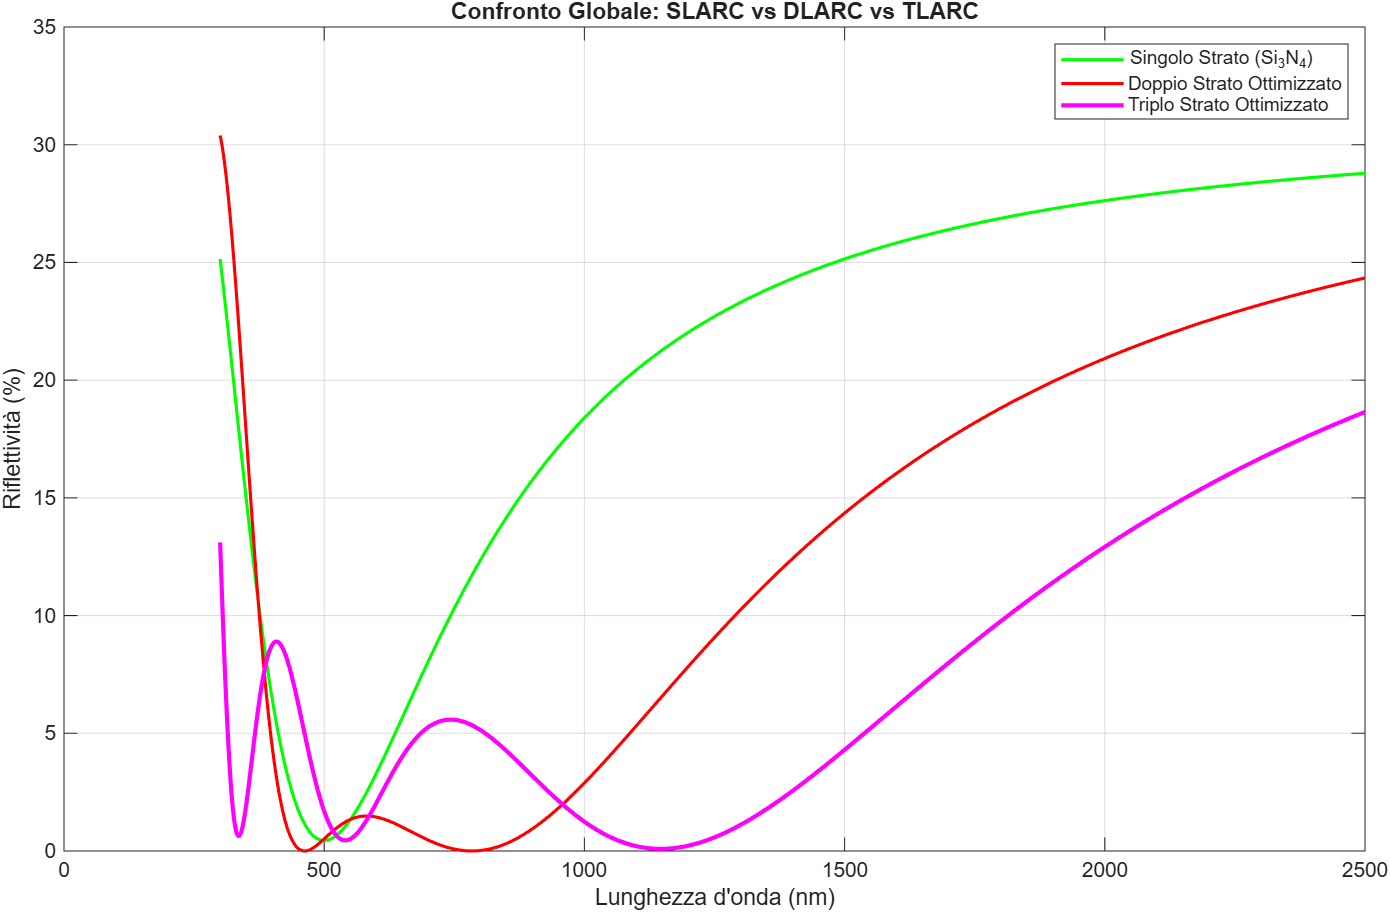 Confronto Globale: SLARC vs DLARC vs TLARC
35
30
25
20
15
10
5
0
Riflettività (%)
Singolo Strato (Si₃N₄)
Doppio Strato Ottimizzato
Triplo Strato Ottimizzato
0
500
1000
1500
2000
2500
Lunghezza d'onda (nm)